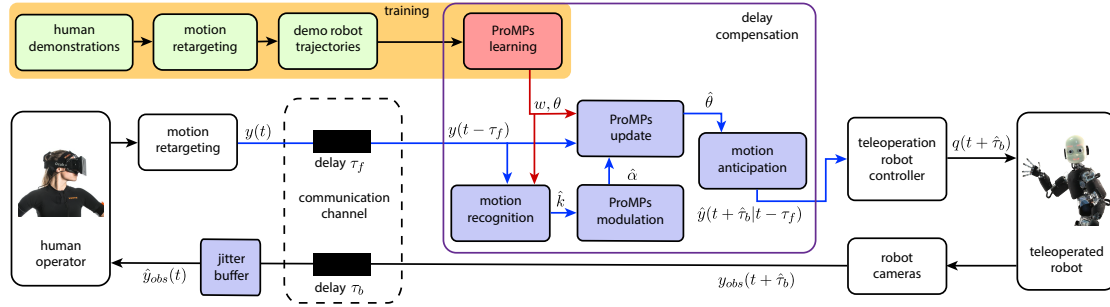 training
human
demonstrations
motion
retargeting
demo robot
trajectories
ProMPs
learning
delay
compensation
human
operator
motion
retargeting
y(t)
delay τ_f
communication
channel
y(t − τ_f)
w, θ
motion
recognition
k̂
ProMPs
update
α̂
ProMPs
modulation
θ̂
motion
anticipation
ŷ(t + τ̂_b|t − τ_f)
teleoperation
robot
controller
q(t + τ̂_b)
teleoperated
robot
robot
cameras
y_obs(t + τ̂_b)
delay τ_b
jitter
buffer
ŷ_obs(t)